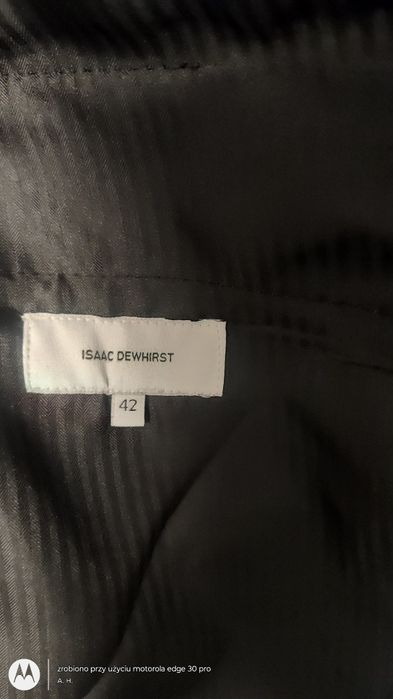 ISAAC DEWHIRST
42
zrobiono przy użyciu motorola edge 30 pro
A. H.